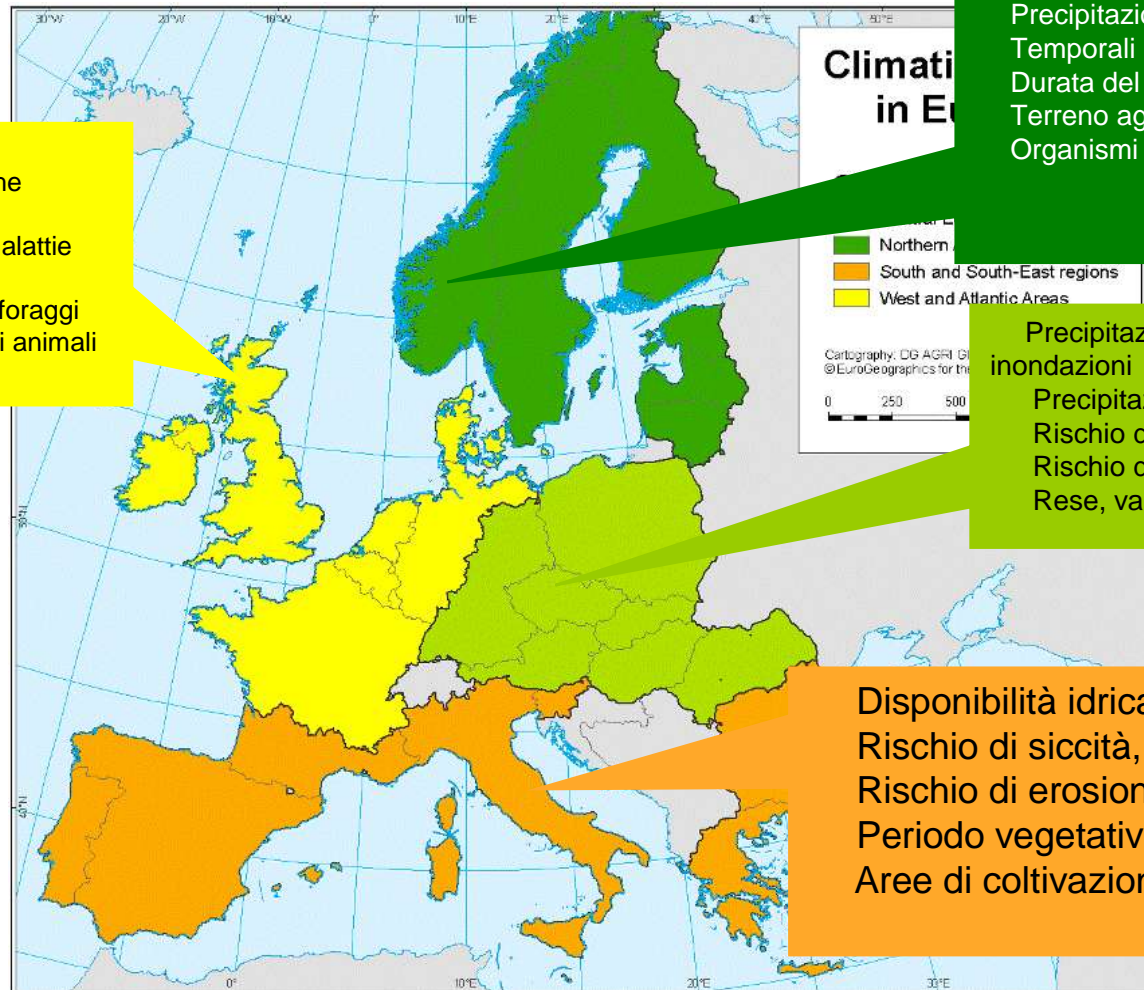 30°W
20°W
10°W
0°
10°E
20°E
40°E
Precipitazio
Temporali
Durata del
Terreno ag
Organismi
Climati
in Eu
Northern
South and South-East regions
West and Atlantic Areas
Cartography: DG AGRI GI
©EuroGeographics for the
0 250 500
ne
alattie
foraggi
i animali
Precipitaz
inondazioni
Precipitaz
Rischio d
Rischio d
Rese, va
Disponibilità idrica
Rischio di siccità,
Rischio di erosion
Periodo vegetativ
Aree di coltivazion
40°N
0°
10°E
20°E
30°E